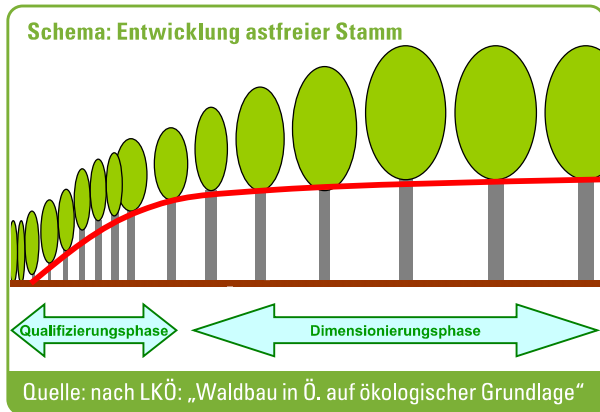 Schema: Entwicklung astfreier Stamm
Qualifizierungsphase
Dimensionierungsphase
Quelle: nach LKÖ: „Waldbau in Ö. auf ökologischer Grundlage“